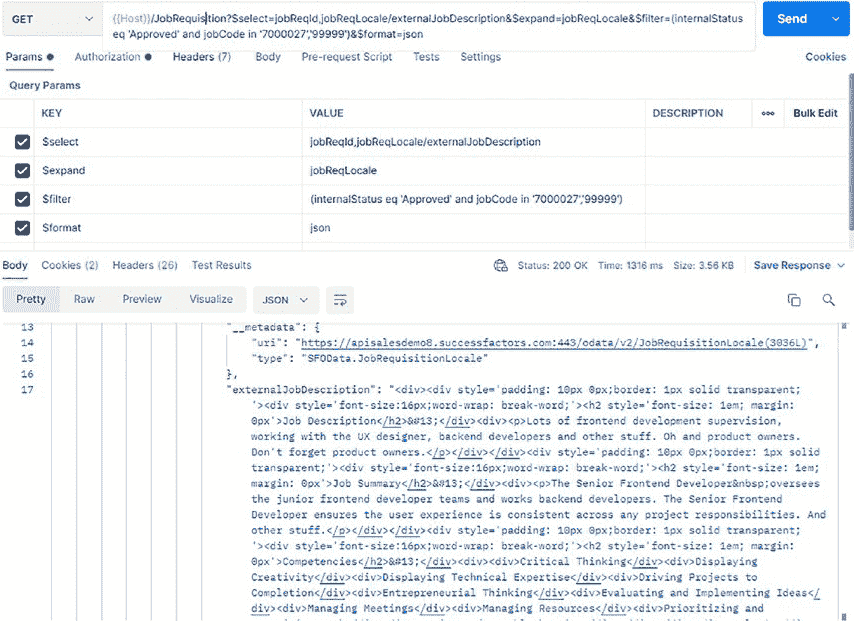 GET
{{Host}}/JobRequisition?$select=jobReqId,jobReqLocale/externalJobDescription&$expand=jobReqLocale&$filter=(internalStatus
eq 'Approved' and jobCode in '7000027','99999')&$format=json
Send
Params Authorization Headers (7) Body Pre-request Script Tests Settings Cookies
Query Params
KEY VALUE DESCRIPTION Bulk Edit
$select jobReqId,jobReqLocale/externalJobDescription
$expand jobReqLocale
$filter (internalStatus eq 'Approved' and jobCode in '7000027','99999')
$format json
Body Cookies (2) Headers (26) Test Results Status: 200 OK Time: 1316 ms Size: 3.56 KB Save Response
Pretty Raw Preview Visualize JSON
13 "__metadata": {
14 "uri": "https://apisalesdemo8.successfactors.com:443/odata/v2/JobRequisitionLocale(3036L)",
15 "type": "SFOData.JobRequisitionLocale"
16 },
17 "externalJobDescription": "<div><div style='padding: 10px 0px;border: 1px solid transparent;
'><div style='font-size:16px;word-wrap: break-word;'><h2 style='font-size: 1em; margin:
0px'>Job Description</h2>&#13;</div><div><p>Lots of frontend development supervision,
working with the UX designer, backend developers and other stuff. Oh and product owners.
Don't forget product owners.</p></div></div><div style='padding: 10px 0px;border: 1px solid
transparent;'><div style='font-size:16px;word-wrap: break-word;'><h2 style='font-size: 1em;
margin: 0px'>Job Summary</h2>&#13;</div><div><p>The Senior Frontend Developer&nbsp;oversees
the junior frontend developer teams and works backend developers. The Senior Frontend
Developer ensures the user experience is consistent across any project responsibilities. And
other stuff.</p></div></div><div style='padding: 10px 0px;border: 1px solid transparent;
'><div style='font-size:16px;word-wrap: break-word;'><h2 style='font-size: 1em; margin:
0px'>Competencies</h2>&#13;</div><div><div>Critical Thinking</div><div>Displaying
Creativity</div><div>Displaying Technical Expertise</div><div>Driving Projects to
Completion</div><div>Entrepreneurial Thinking</div><div>Evaluating and Implementing Ideas</
div><div>Managing Meetings</div><div>Managing Resources</div><div>Prioritizing and